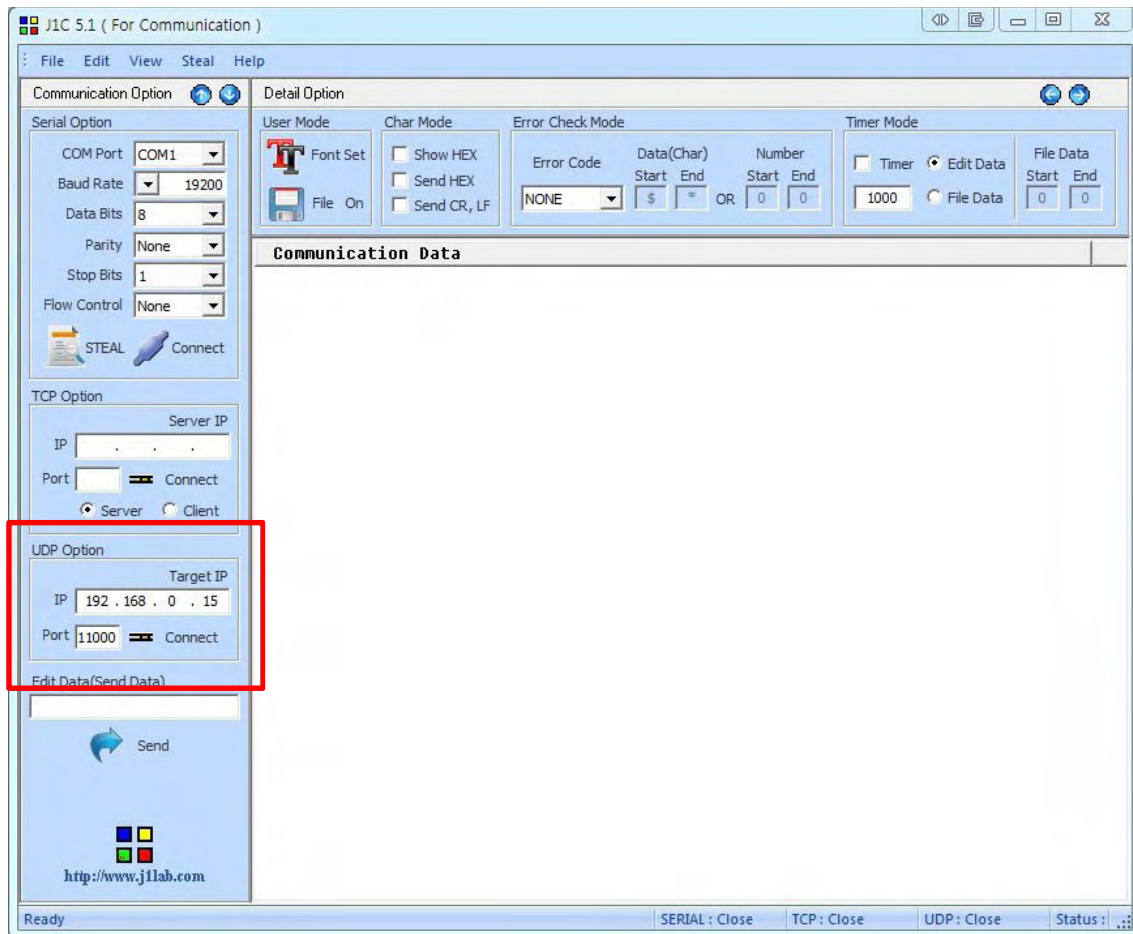 J1C 5.1 ( For Communication )
File Edit View Steal Help
Communication Option
Serial Option
COM Port COM1
Baud Rate 19200
Data Bits 8
Parity None
Stop Bits 1
Flow Control None
STEAL Connect
TCP Option
Server IP
IP . . .
Port Connect
Server Client
UDP Option
Target IP
IP 192 . 168 . 0 . 15
Port 11000 Connect
Edit Data(Send Data)
Send
http://www.j1lab.com
Detail Option
User Mode
Font Set
File On
Char Mode
Show HEX
Send HEX
Send CR, LF
Error Check Mode
Error Code
NONE
Data(Char)
Start End
$ *
OR
Number
Start End
0 0
Timer Mode
Timer Edit Data
1000 File Data
File Data
Start End
0 0
Communication Data
Ready SERIAL : Close TCP : Close UDP : Close Status :